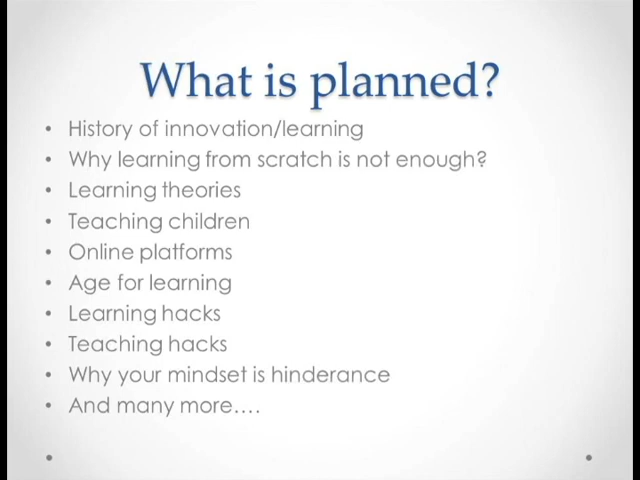 What is planned?
• History of innovation/learning
• Why learning from scratch is not enough?
• Learning theories
• Teaching children
• Online platforms
• Age for learning
• Learning hacks
• Teaching hacks
• Why your mindset is hinderance
• And many more….